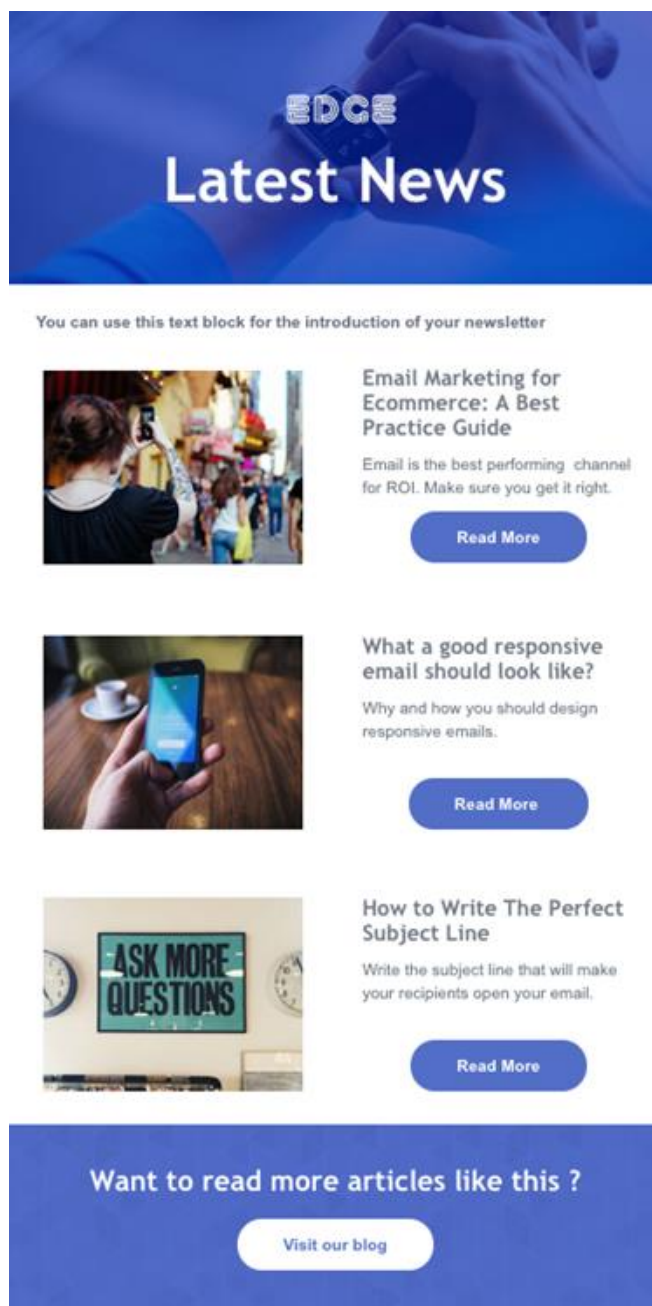 EDGE
Latest News
You can use this text block for the introduction of your newsletter
Email Marketing for
Ecommerce: A Best
Practice Guide
Email is the best performing  channel
for ROI. Make sure you get it right.
Read More
What a good responsive
email should look like?
Why and how you should design
responsive emails.
Read More
ASK MORE
QUESTIONS
How to Write The Perfect
Subject Line
Write the subject line that will make
your recipients open your email.
Read More
Want to read more articles like this ?
Visit our blog